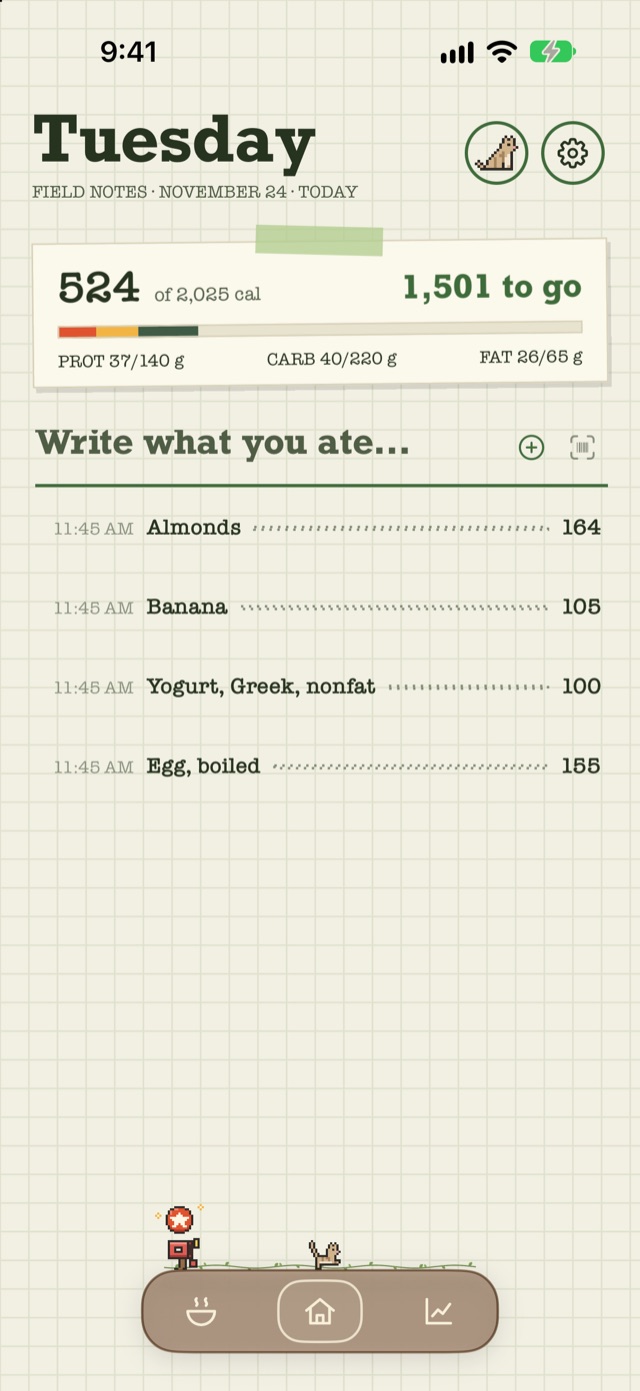 9:41
Tuesday
FIELD NOTES · NOVEMBER 24 · TODAY
524 of 2,025 cal 1,501 to go
PROT 37/140 g CARB 40/220 g FAT 26/65 g
Write what you ate...
11:45 AM Almonds 164
11:45 AM Banana 105
11:45 AM Yogurt, Greek, nonfat 100
11:45 AM Egg, boiled 155